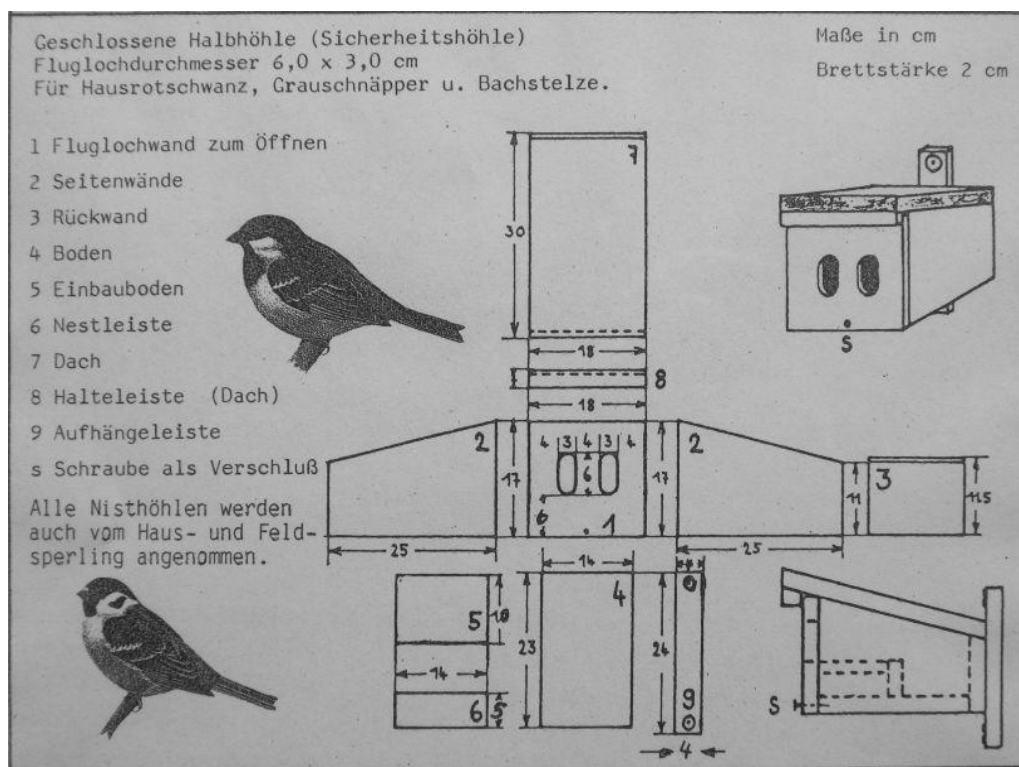 Geschlossene Halbhöhle (Sicherheitshöhle)
Fluglochdurchmesser 6,0 x 3,0 cm
Für Hausrotschwanz, Grauschnäpper u. Bachstelze.
Maße in cm
Brettstärke 2 cm
1 Fluglochwand zum Öffnen
2 Seitenwände
3 Rückwand
4 Boden
5 Einbauboden
6 Nestleiste
7 Dach
8 Halteleiste (Dach)
9 Aufhängeleiste
s Schraube als Verschluß
Alle Nisthöhlen werden
auch vom Haus- und Feld-
sperling angenommen.
7
30
18
8
18
S
2
17
4 3 4 3 4
6
6
1
17
2
11
3
11.5
25
25
14
5
10
14
6
5
23
4
24
9
4
S